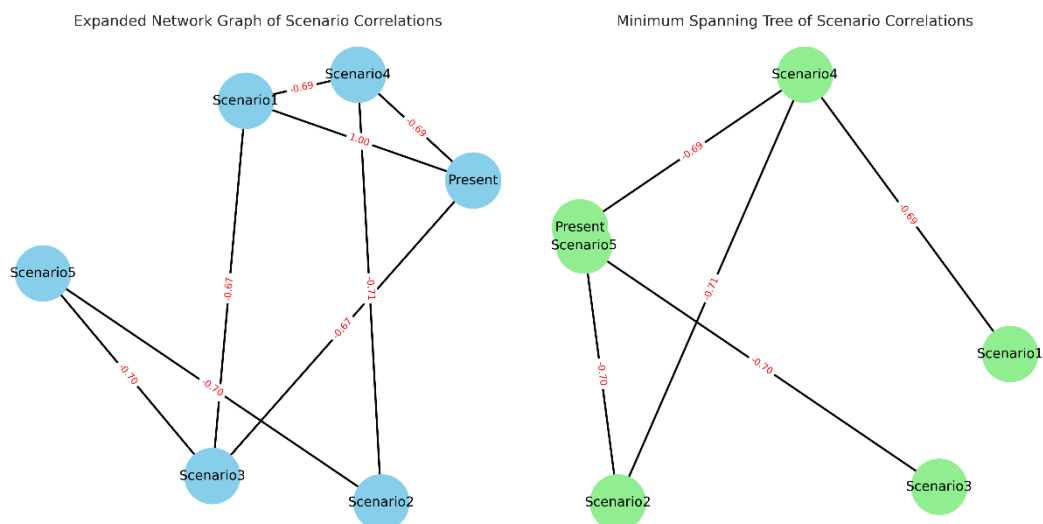 Expanded Network Graph of Scenario Correlations
Scenario4
Scenario1
-0.69
-0.69
1.00
Present
Scenario5
-0.67
-0.71
-0.67
-0.70
-0.70
Scenario3
Scenario2
Minimum Spanning Tree of Scenario Correlations
Scenario4
-0.69
-0.69
Present
Scenario5
-0.71
Scenario1
-0.70
-0.70
Scenario3
Scenario2